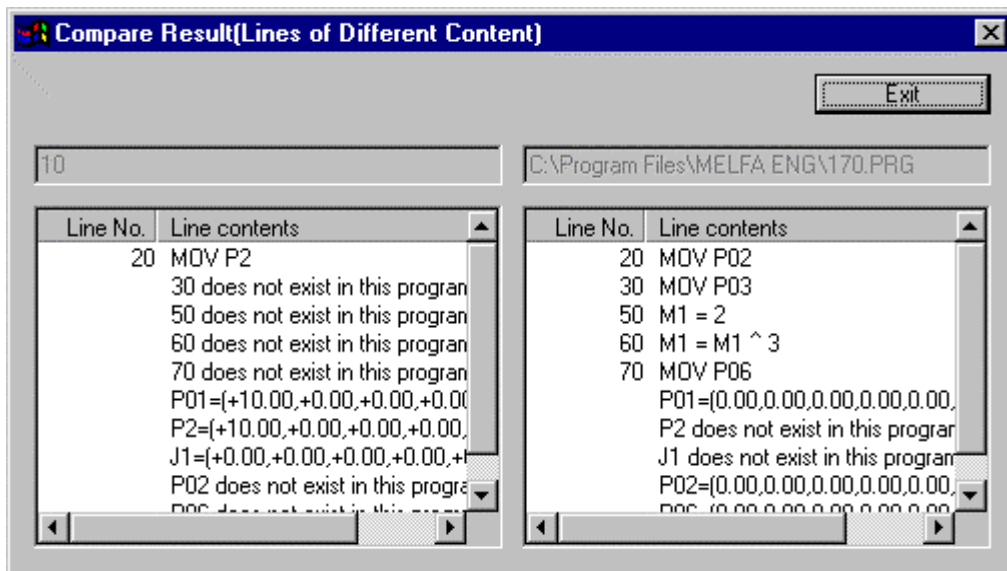 Compare Result(Lines of Different Content)
Exit
10
C:\Program Files\MELFA ENG\170.PRG
Line No. Line contents
20 MOV P2
30 does not exist in this program
50 does not exist in this program
60 does not exist in this program
70 does not exist in this program
P01=(+10.00,+0.00,+0.00,+0.00
P2=(+10.00,+0.00,+0.00,+0.00,
J1=(+0.00,+0.00,+0.00,+0.00,+
P02 does not exist in this progra
Line No. Line contents
20 MOV P02
30 MOV P03
50 M1 = 2
60 M1 = M1 ^ 3
70 MOV P06
P01=(0.00,0.00,0.00,0.00,0.00,
P2 does not exist in this program
J1 does not exist in this program
P02=(0.00,0.00,0.00,0.00,0.00,